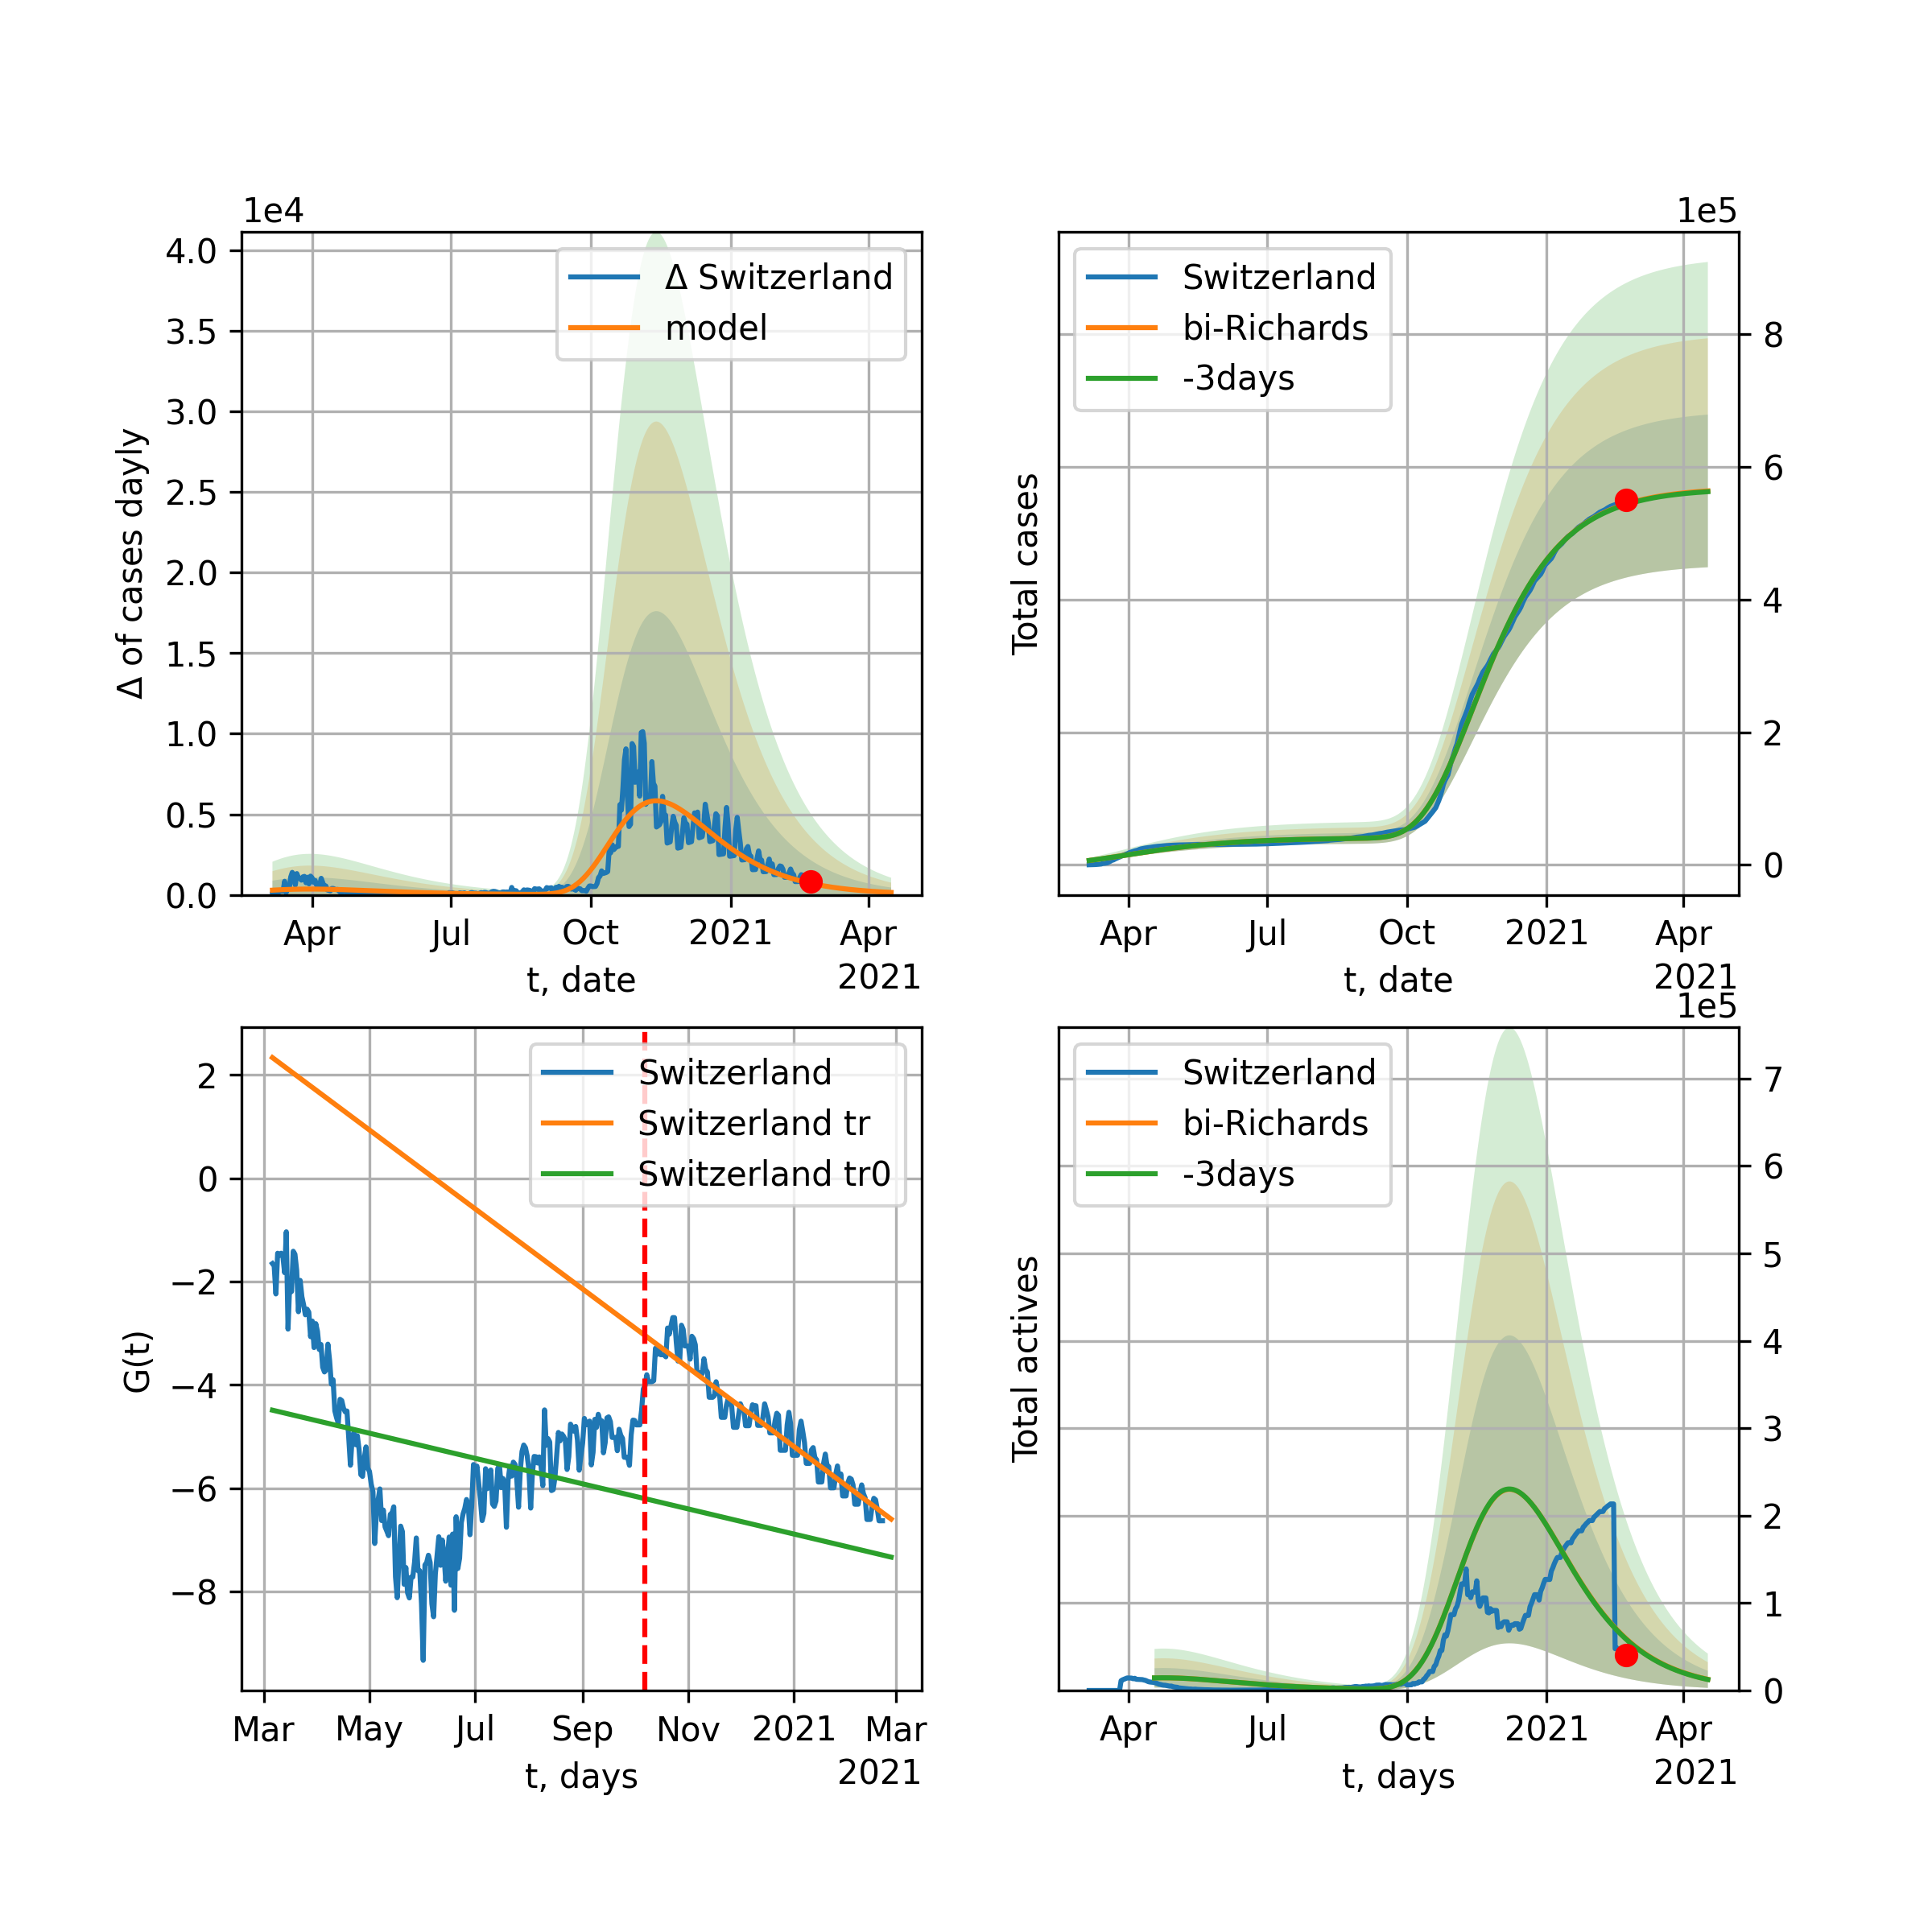 1e4
4.0
3.5
3.0
2.5
2.0
1.5
1.0
0.5
0.0
Δ of cases dayly
Δ Switzerland
model
Apr Jul Oct 2021 Apr
2021
t, date
1e5
8
6
4
2
0
Total cases
Switzerland
bi-Richards
-3days
Apr Jul Oct 2021 Apr
2021
t, date
2
0
−2
−4
−6
−8
G(t)
Switzerland
Switzerland tr
Switzerland tr0
Mar May Jul Sep Nov 2021 Mar
2021
t, days
1e5
7
6
5
4
3
2
1
0
Total actives
Switzerland
bi-Richards
-3days
Apr Jul Oct 2021 Apr
2021
t, days